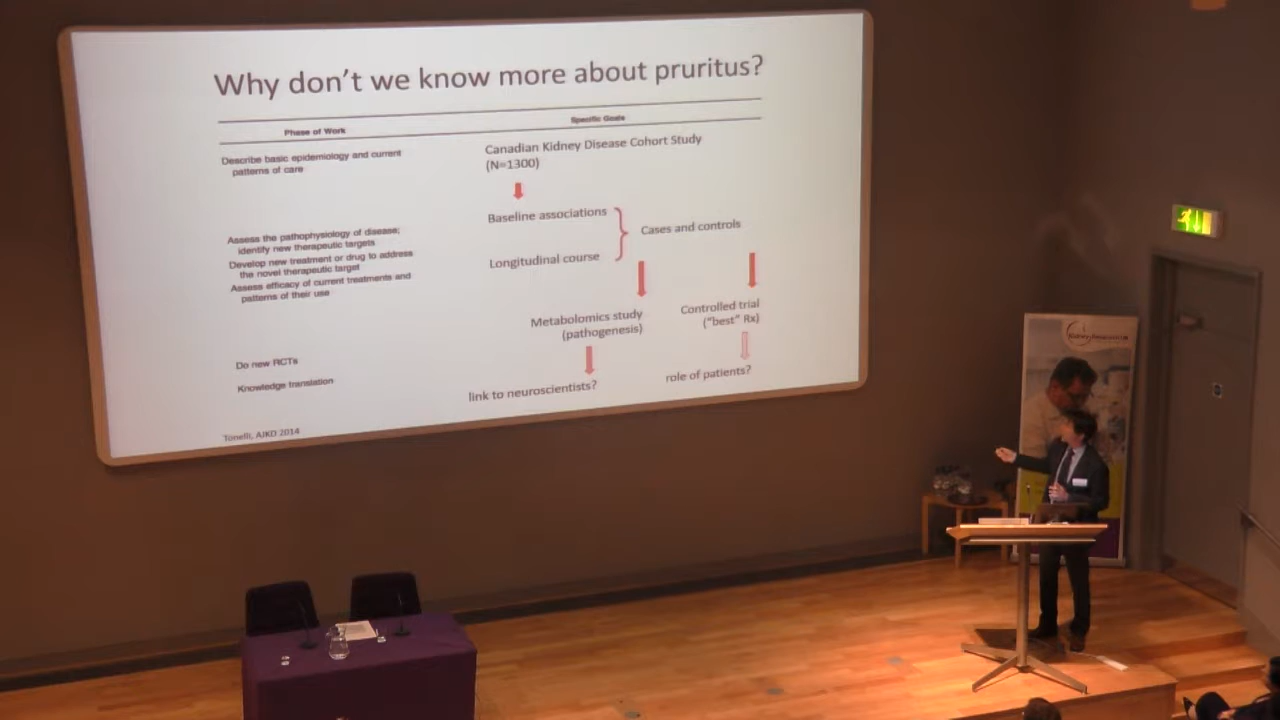 Why don't we know more about pruritus?
Phase of Work
Specific Goals
Describe basic epidemiology and current
patterns of care
Canadian Kidney Disease Cohort Study
(N=1300)
Baseline associations
Cases and controls
Longitudinal course
Assess the pathophysiology of disease;
identify new therapeutic targets
Develop new treatment or drug to address
the novel therapeutic target
Assess efficacy of current treatments and
patterns of their use
Metabolomics study
(pathogenesis)
Controlled trial
("best" Rx)
Do new RCTs
Knowledge translation
link to neuroscientists?
role of patients?
Tonelli, AJKD 2014